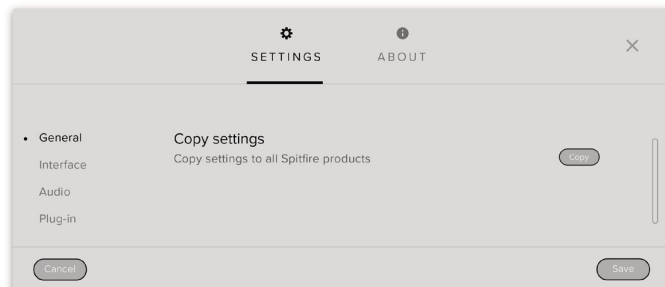 SETTINGS
ABOUT
General
Interface
Audio
Plug-in
Copy settings
Copy settings to all Spitfire products
Copy
Cancel
Save